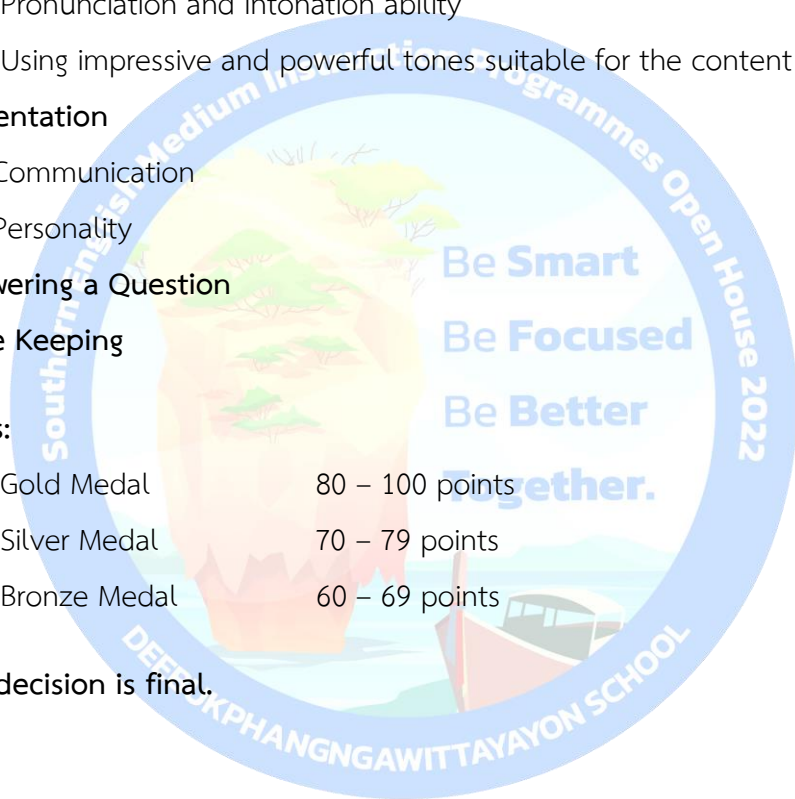 Pronunciation and intonation ability
Using impressive and powerful tones suitable for the content
entation
Communication
Personality
wering a Question
e Keeping
s:
Gold Medal 80 – 100 points
Silver Medal 70 – 79 points
Bronze Medal 60 – 69 points
decision is final.
Southern English Medium Instruction Programmes Open House 2022
Be Smart
Be Focused
Be Better
Together.
DEEBUKPHANGNGAWITTAYAYON SCHOOL